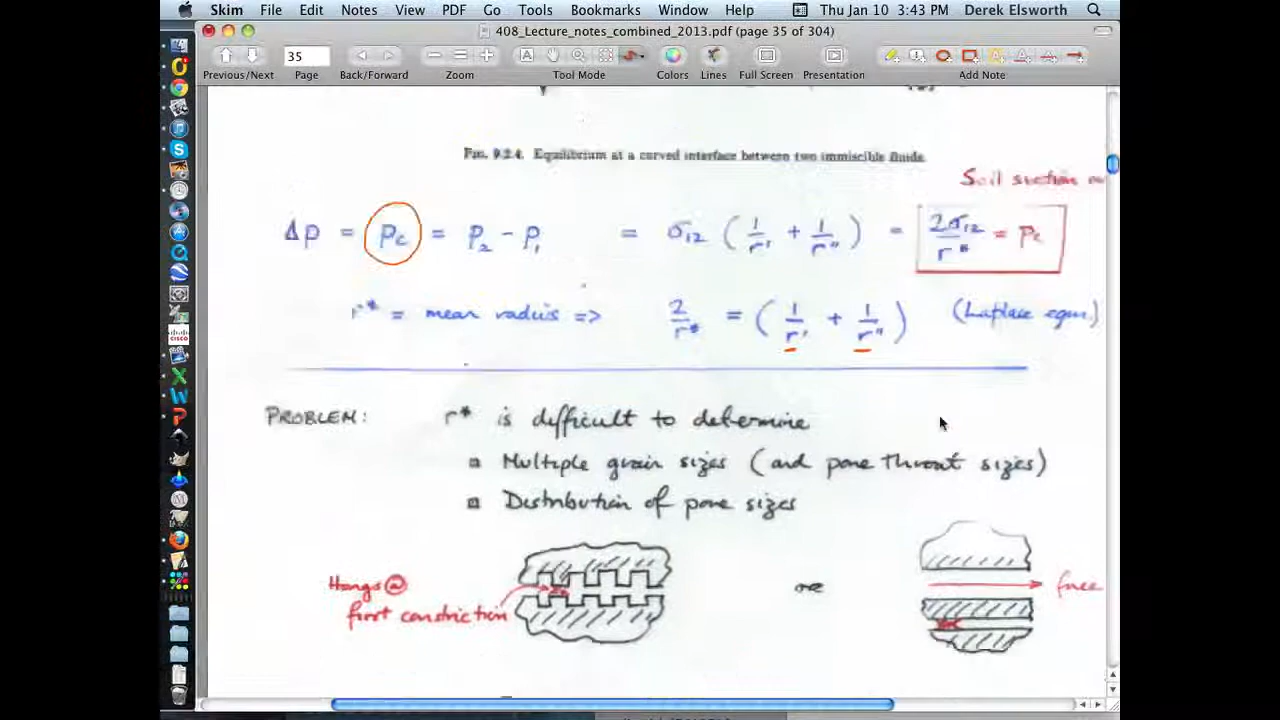 Skim File Edit Notes View Go PDF Tools Bookmarks Window Help Thu Jan 10 3:43 PM Derek Elsworth
408_Lecture_notes_combined_2013.pdf (page 35 of 304)
35
Previous/Next Page Back/Forward Zoom Tool Mode Colors Lines Full Screen Presentation Add Note
Fig. 9.2.4. Equilibrium at a curved interface between two immiscible fluids.
Soil suction
Δp = pc = p2 − p1 = σ12 (1/r' + 1/r") = 2σ12/r* = pc
r* = mean radius => 2/r* = (1/r' + 1/r") (Laplace eqn.)
PROBLEM: r* is difficult to determine
Multiple grain sizes (and pore throat sizes)
Distribution of pore sizes
Hangs @
first constriction
or
free
CISCO